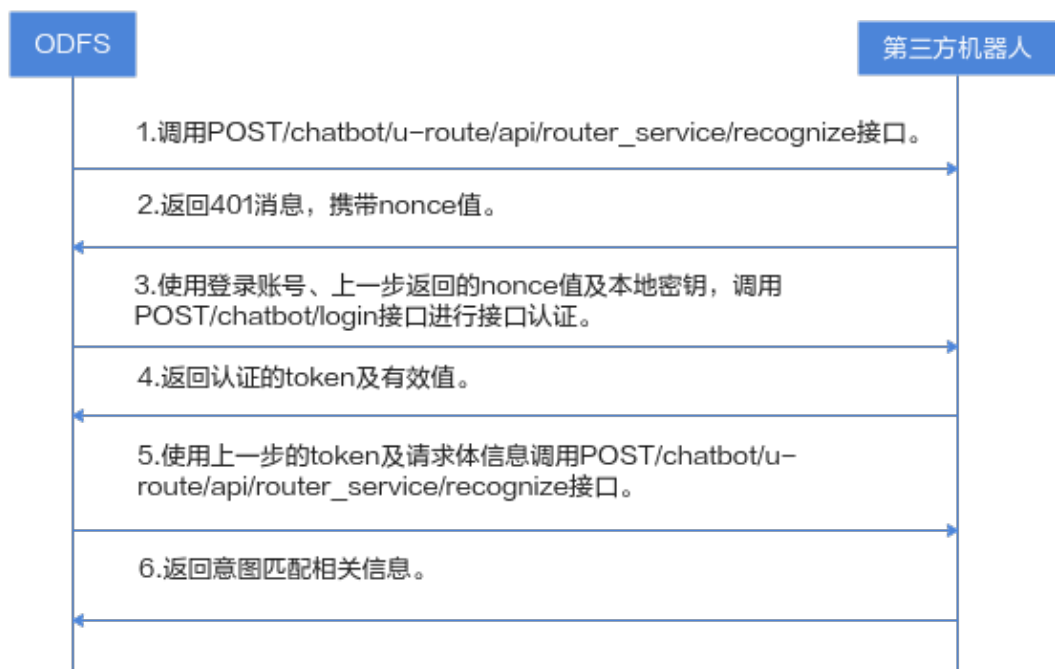 ODFS
第三方机器人
1.调用POST/chatbot/u-route/api/router_service/recognize接口。
2.返回401消息，携带nonce值。
3.使用登录账号、上一步返回的nonce值及本地密钥，调用
POST/chatbot/login接口进行接口认证。
4.返回认证的token及有效值。
5.使用上一步的token及请求体信息调用POST/chatbot/u-
route/api/router_service/recognize接口。
6.返回意图匹配相关信息。